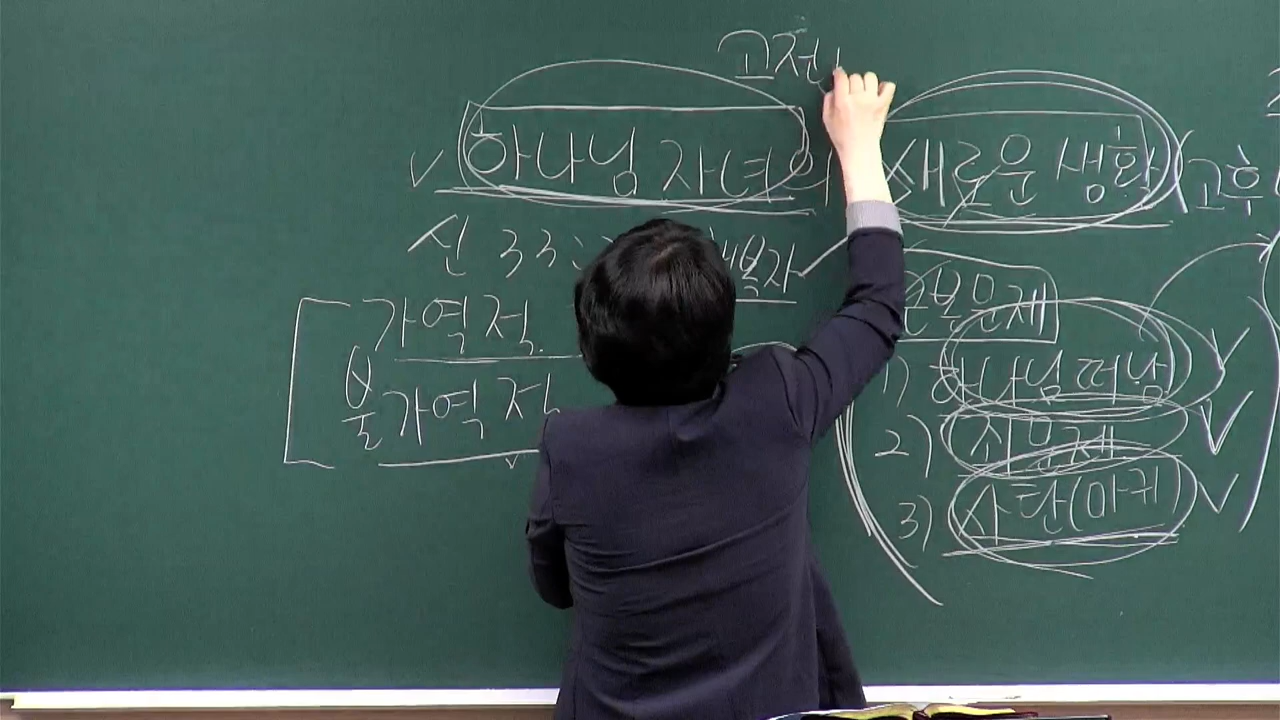 고전 1
하나님 자녀의 새로운 생활 (고후
신 33:
가역적
불가역적
근본문제
1) 하나님 떠남
2) 죄문제
3) 사탄(마귀)